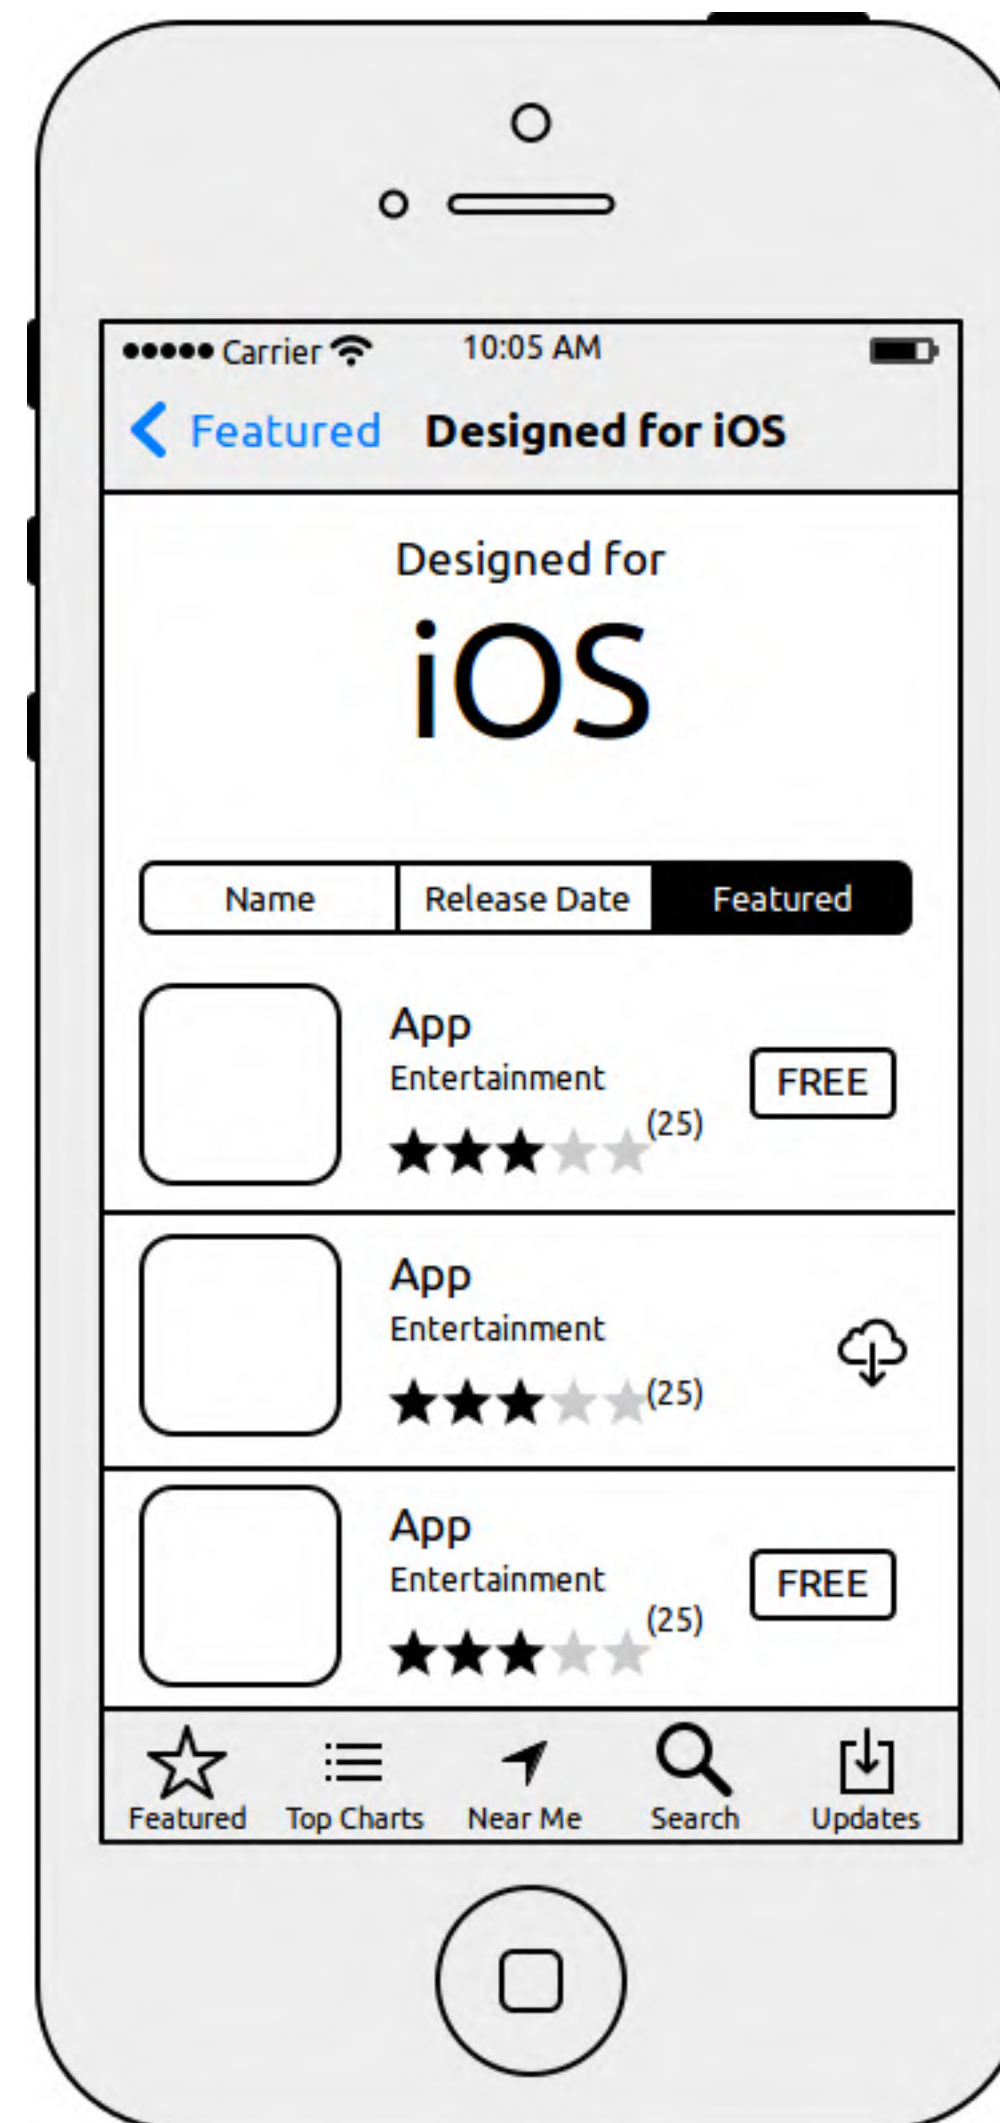 Carrier 10:05 AM
Featured Designed for iOS
Designed for
iOS
Name Release Date Featured
App
Entertainment
(25)
FREE
App
Entertainment
(25)
App
Entertainment
(25)
FREE
Featured Top Charts Near Me Search Updates